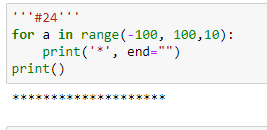 '''#24'''
for a in range(-100, 100,10):
    print('*', end="")
print()
********************